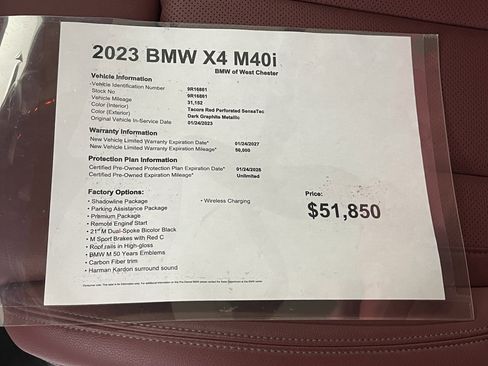 2023 BMW X4 M40i
BMW of West Chester
Vehicle Information
Vehicle Identification Number 9R16881
Stock No 9R16881
Vehicle Mileage 31,152
Color (Interior) Tacora Red Perforated SensaTec
Color (Exterior) Dark Graphite Metallic
Original Vehicle In-Service Date 01/24/2023
Warranty Information
New Vehicle Limited Warranty Expiration Date* 01/24/2027
New Vehicle Limited Warranty Expiration Mileage* 50,000
Protection Plan Information
Certified Pre-Owned Protection Plan Expiration Date* 01/24/2028
Certified Pre-Owned Expiration Mileage* Unlimited
Factory Options:
• Shadowline Package
• Parking Assistance Package
• Premium Package
• Remote Engine Start
• 21" M Dual-Spoke Bicolor Black
• M Sport Brakes with Red C
• Roof rails in High-gloss
• BMW M 50 Years Emblems
• Carbon Fiber trim
• Harman Kardon surround sound
• Wireless Charging
Price:
$51,850